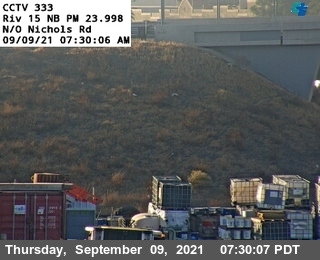 CCTV 333
Riv 15 NB PM 23.998
N/O Nichols Rd
09/09/21 07:30:06 AM
Thursday, September 09, 2021 07:30:07 PDT